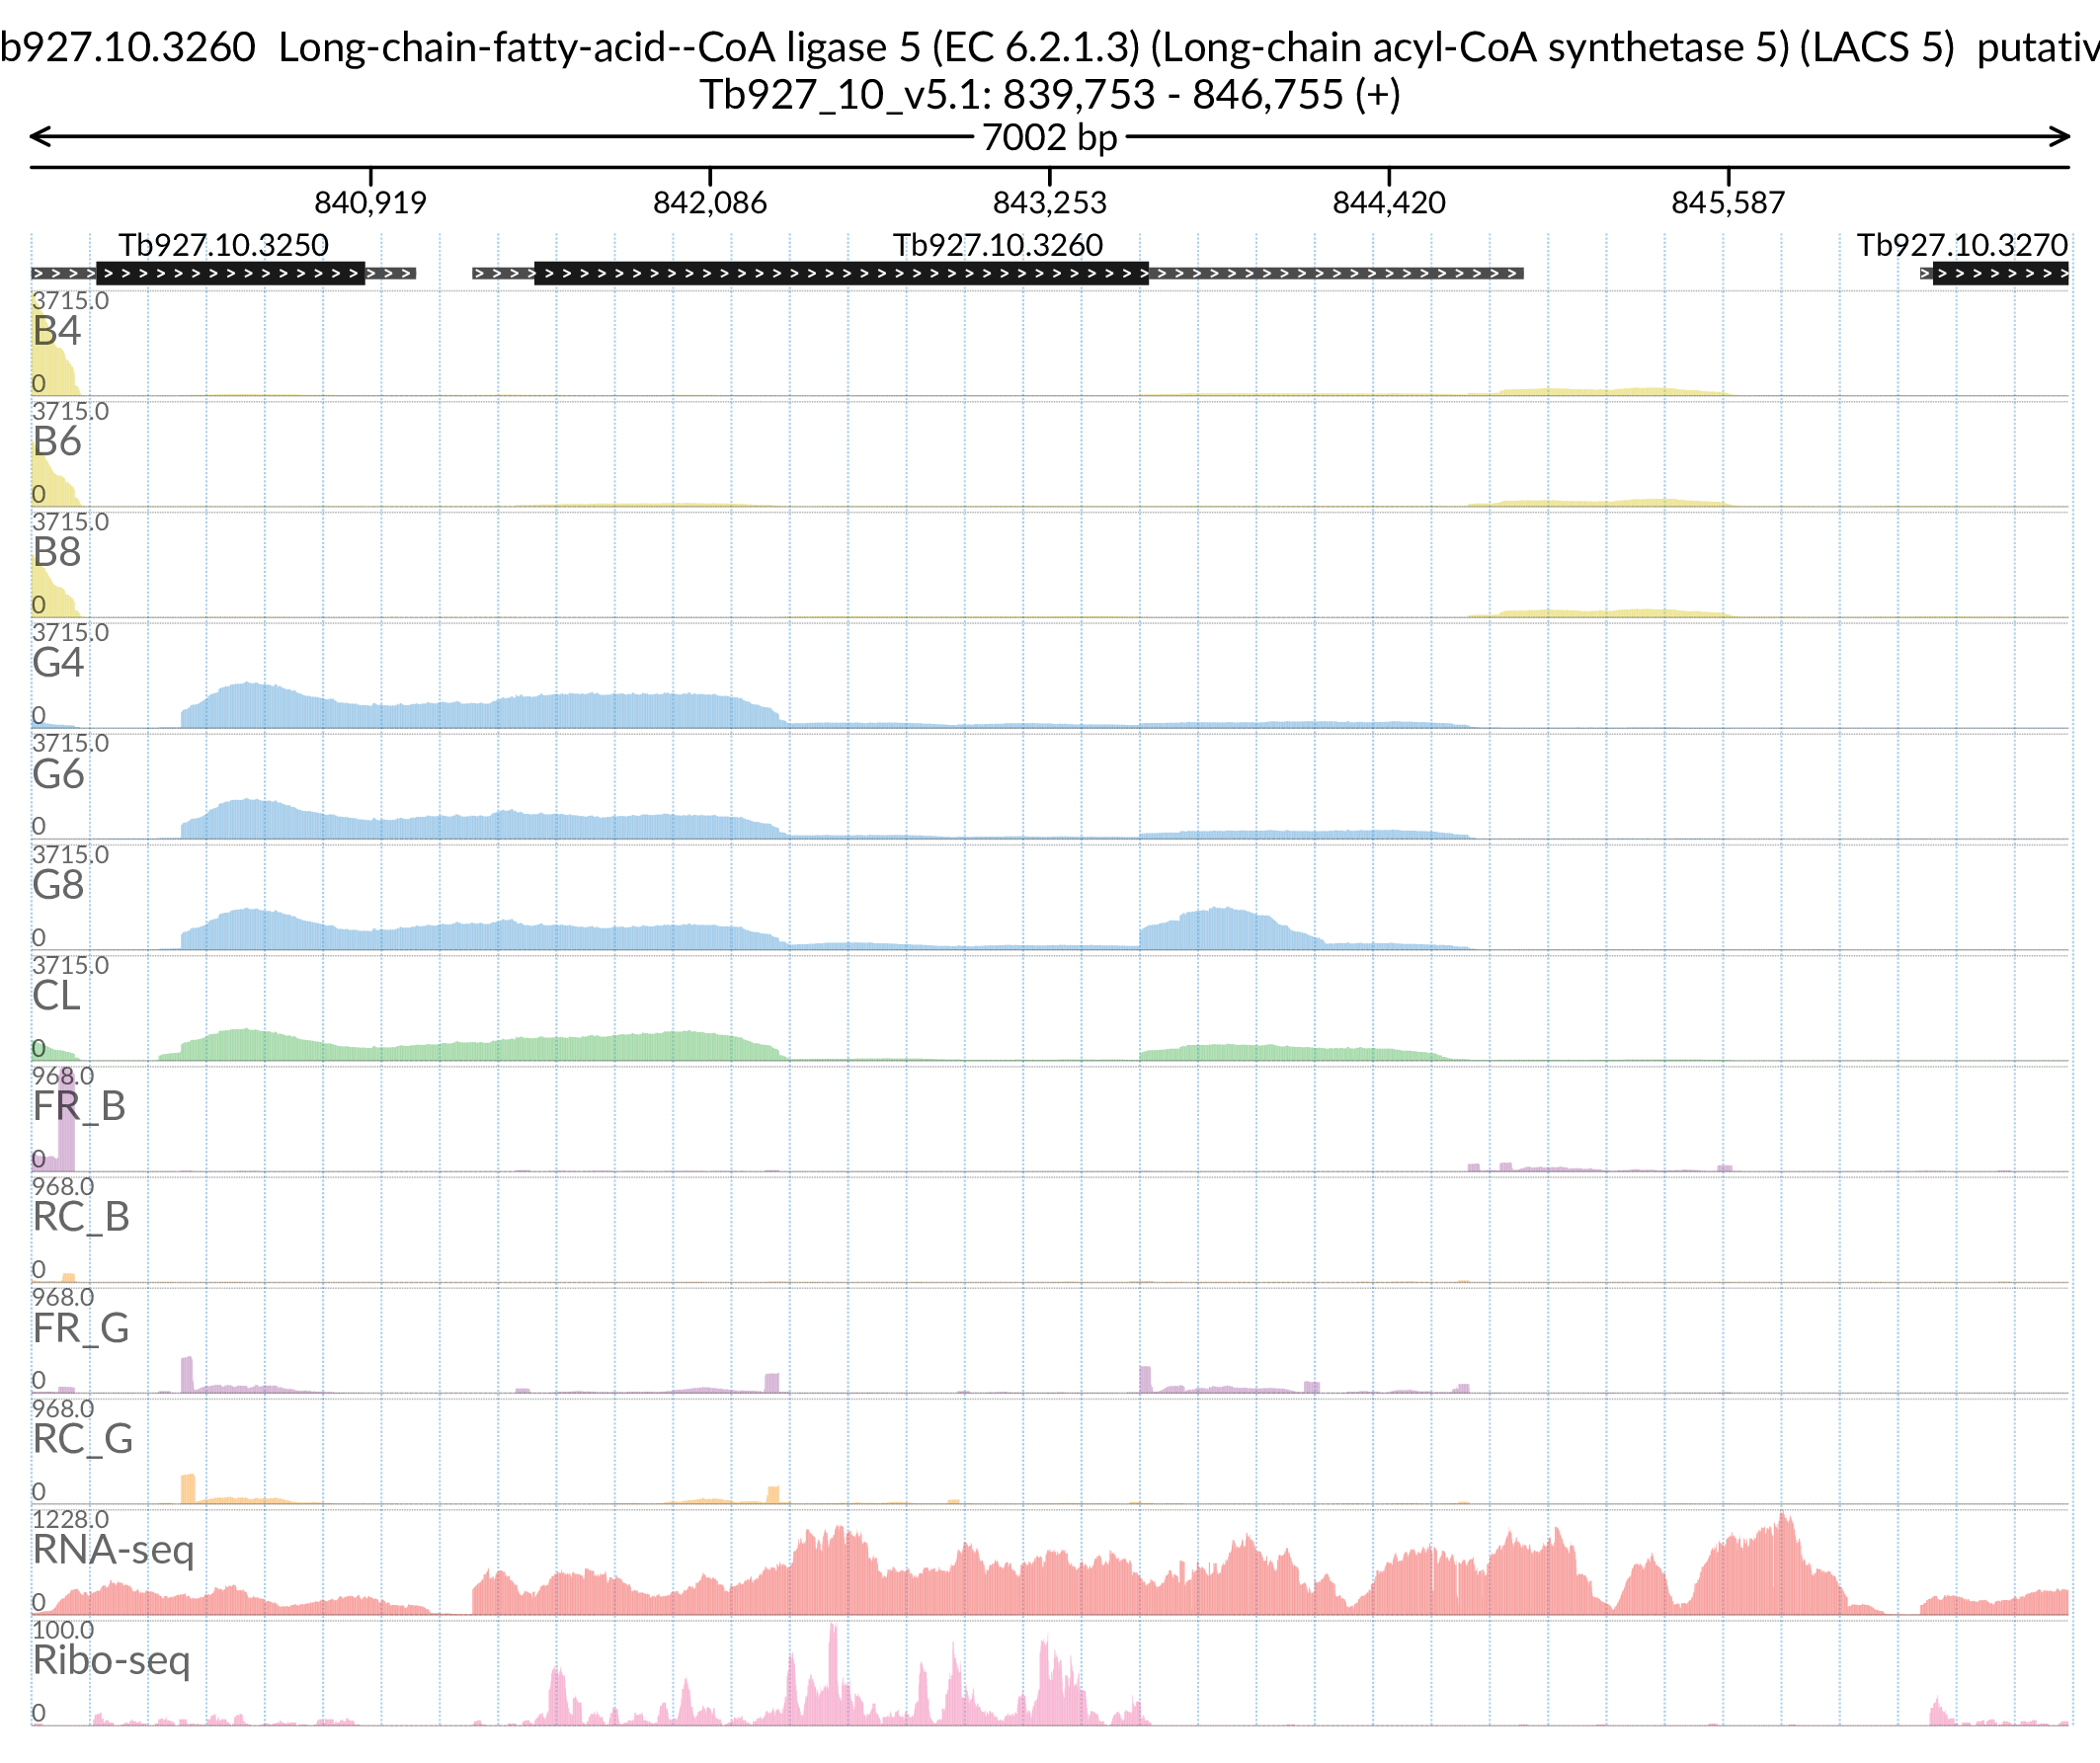 b927.10.3260 Long-chain-fatty-acid--CoA ligase 5 (EC 6.2.1.3) (Long-chain acyl-CoA synthetase 5) (LACS 5) putativ
Tb927_10_v5.1: 839,753 - 846,755 (+)
7002 bp
840,919 842,086 843,253 844,420 845,587
Tb927.10.3250 Tb927.10.3260 Tb927.10.3270
3715.0
B4
0
3715.0
B6
0
3715.0
B8
0
3715.0
G4
0
3715.0
G6
0
3715.0
G8
0
3715.0
CL
0
968.0
FR_B
0
968.0
RC_B
0
968.0
FR_G
0
968.0
RC_G
0
1228.0
RNA-seq
0
100.0
Ribo-seq
0